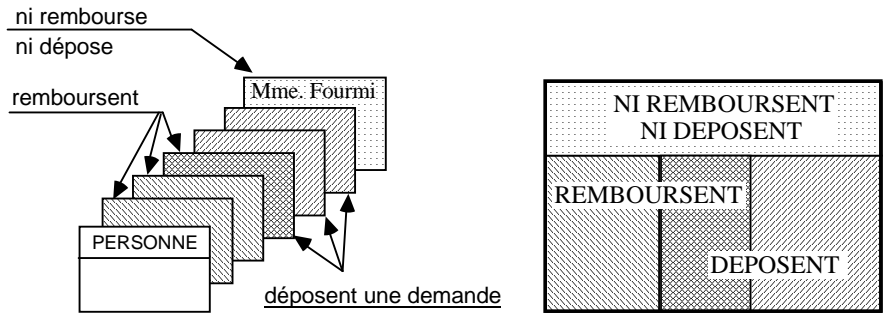 ni rembourse
ni dépose
remboursent
Mme. Fourmi
PERSONNE
déposent une demande
NI REMBOURSENT
NI DEPOSENT
REMBOURSENT
DEPOSENT